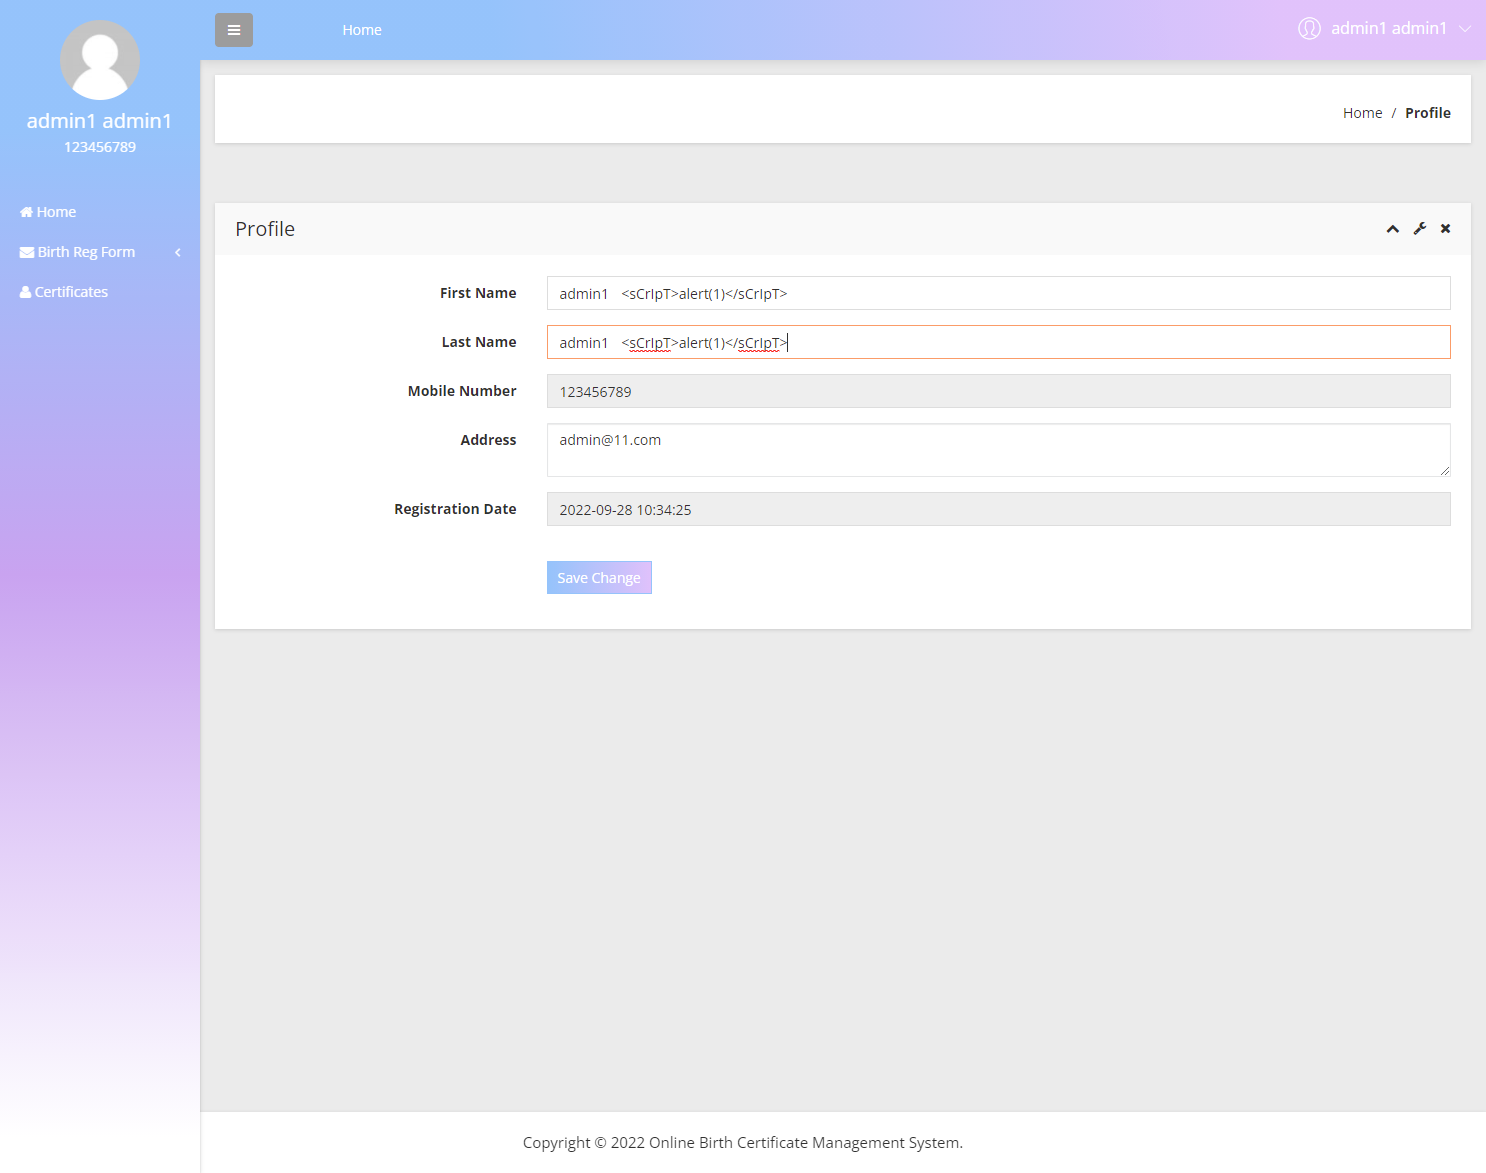 Home
admin1 admin1
admin1 admin1
123456789
Home
Birth Reg Form
Certificates
Home / Profile
Profile
First Name
admin1 <sCrIpT>alert(1)</sCrIpT>
Last Name
admin1 <sCrIpT>alert(1)</sCrIpT>
Mobile Number
123456789
Address
admin@11.com
Registration Date
2022-09-28 10:34:25
Save Change
Copyright © 2022 Online Birth Certificate Management System.